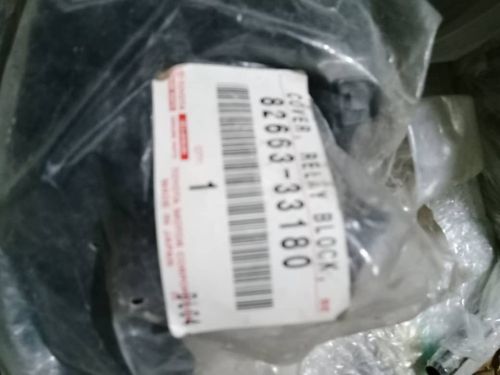 COVER, RELAY BLOCK,
82663-33180
1
TOYOTA MOTOR CORPORATION
MADE IN JAPAN